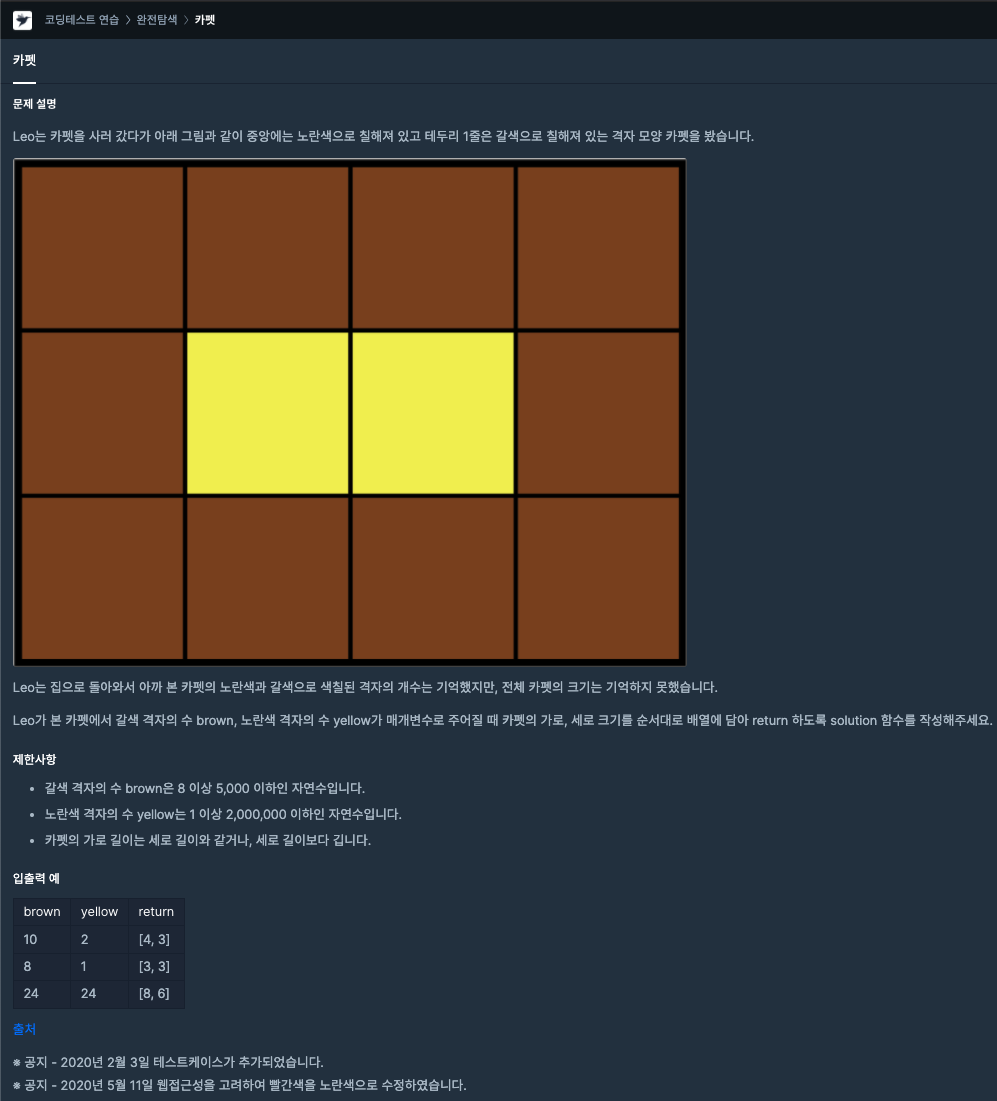 코딩테스트 연습 > 완전탐색 > 카펫
카펫
문제 설명
Leo는 카펫을 사러 갔다가 아래 그림과 같이 중앙에는 노란색으로 칠해져 있고 테두리 1줄은 갈색으로 칠해져 있는 격자 모양 카펫을 봤습니다.
Leo는 집으로 돌아와서 아까 본 카펫의 노란색과 갈색으로 색칠된 격자의 개수는 기억했지만, 전체 카펫의 크기는 기억하지 못했습니다.
Leo가 본 카펫에서 갈색 격자의 수 brown, 노란색 격자의 수 yellow가 매개변수로 주어질 때 카펫의 가로, 세로 크기를 순서대로 배열에 담아 return 하도록 solution 함수를 작성해주세요.
제한사항
• 갈색 격자의 수 brown은 8 이상 5,000 이하인 자연수입니다.
• 노란색 격자의 수 yellow는 1 이상 2,000,000 이하인 자연수입니다.
• 카펫의 가로 길이는 세로 길이와 같거나, 세로 길이보다 깁니다.
입출력 예
brown yellow return
10 2 [4, 3]
8 1 [3, 3]
24 24 [8, 6]
출처
※ 공지 - 2020년 2월 3일 테스트케이스가 추가되었습니다.
※ 공지 - 2020년 5월 11일 웹접근성을 고려하여 빨간색을 노란색으로 수정하였습니다.